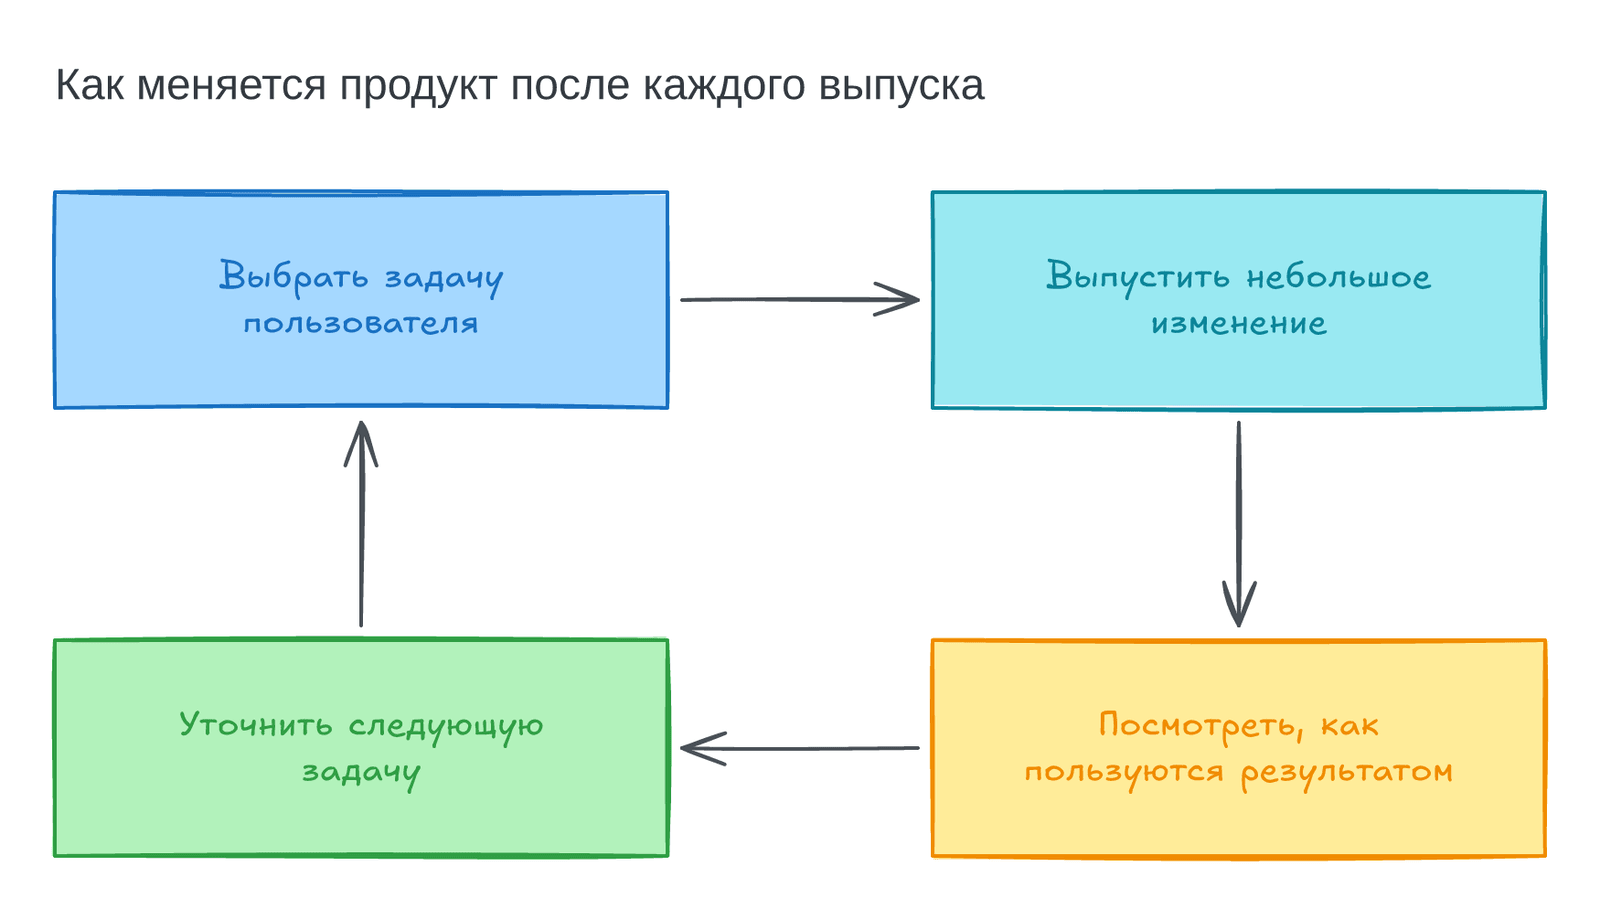 Как меняется продукт после каждого выпуска
Выбрать задачу
пользователя
Выпустить небольшое
изменение
Уточнить следующую
задачу
Посмотреть, как
пользуются результатом